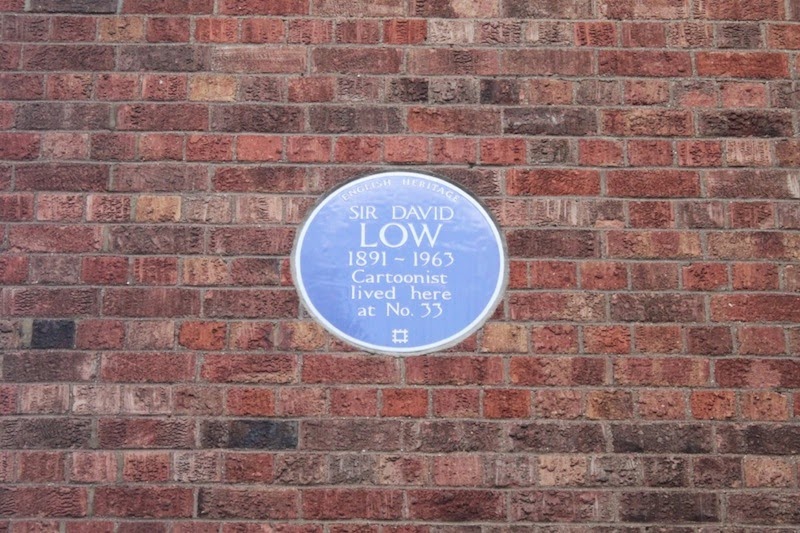 ENGLISH HERITAGE
SIR DAVID
LOW
1891 ~ 1963
Cartoonist
lived here
at No. 33